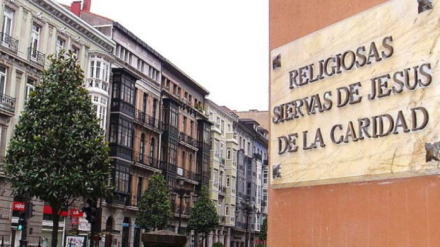 RELIGIOSAS
SIERVAS DE JESUS
DE LA CARIDAD